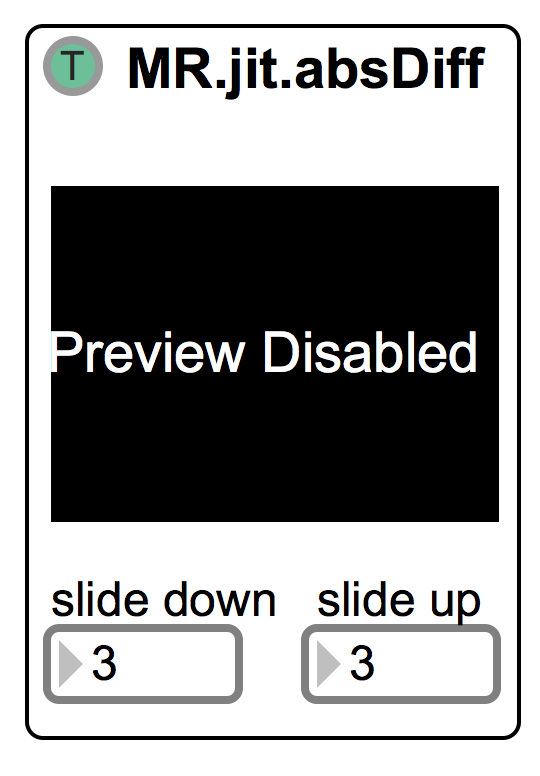 T MR.jit.absDiff
Preview Disabled
slide down slide up
3 3